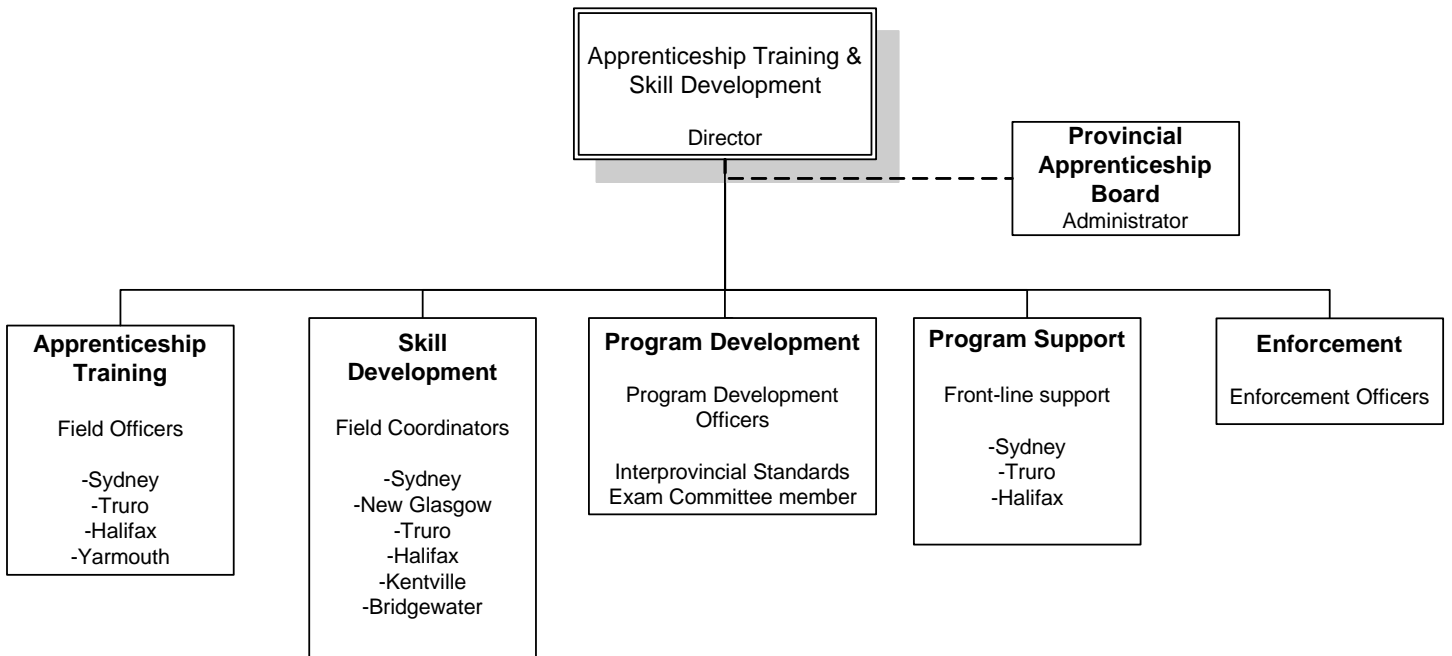 Apprenticeship Training &
Skill Development
Director
Provincial
Apprenticeship
Board
Administrator
Apprenticeship
Training
Field Officers
-Sydney
-Truro
-Halifax
-Yarmouth
Skill
Development
Field Coordinators
-Sydney
-New Glasgow
-Truro
-Halifax
-Kentville
-Bridgewater
Program Development
Program Development
Officers
Interprovincial Standards
Exam Committee member
Program Support
Front-line support
-Sydney
-Truro
-Halifax
Enforcement
Enforcement Officers